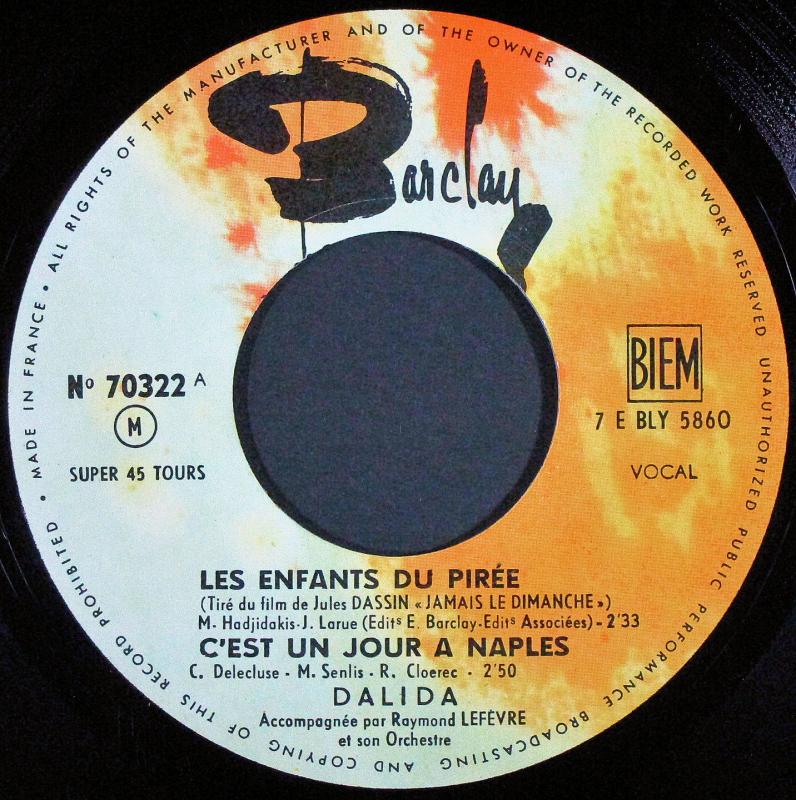 Barclay
• MADE IN FRANCE • ALL RIGHTS OF THE MANUFACTURER AND OF THE OWNER OF THE RECORDED WORK RESERVED UNAUTHORIZED PUBLIC PERFORMANCE BROADCASTING AND COPYING OF THIS RECORD PROHIBITED
Nº 70322 A
M
SUPER 45 TOURS
BIEM
7 E BLY 5860
VOCAL
LES ENFANTS DU PIRÉE
(Tiré du film de Jules DASSIN « JAMAIS LE DIMANCHE »)
M. Hadjidakis-J. Larue (Editˢ E. Barclay-Editˢ Associées) - 2'33
C'EST UN JOUR A NAPLES
C. Delecluse - M. Senlis - R. Cloerec - 2'50
DALIDA
Accompagnée par Raymond LEFÈVRE
et son Orchestre